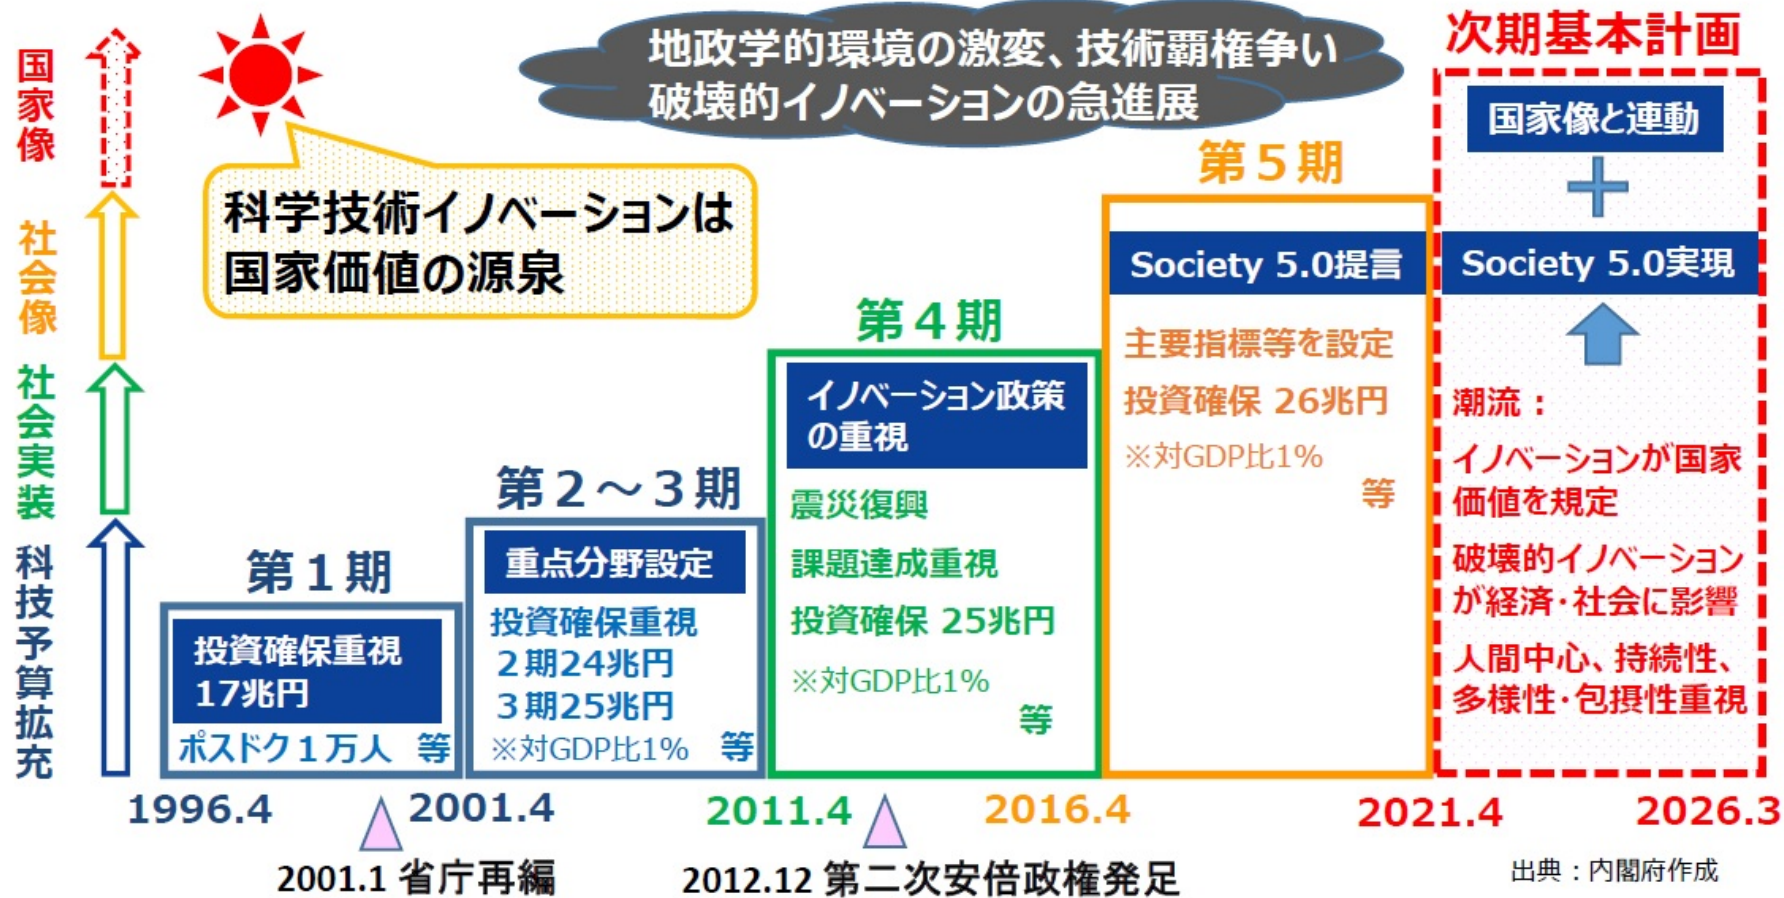 国家像
社会像
社会実装
科技予算拡充
地政学的環境の激変、技術覇権争い
破壊的イノベーションの急進展
科学技術イノベーションは
国家価値の源泉
第１期
投資確保重視
17兆円
ポスドク１万人 等
第２～３期
重点分野設定
投資確保重視
２期24兆円
３期25兆円
※対GDP比1% 等
第４期
イノベーション政策
の重視
震災復興
課題達成重視
投資確保 25兆円
※対GDP比1%
等
第５期
Society 5.0提言
主要指標等を設定
投資確保 26兆円
※対GDP比1%
等
次期基本計画
国家像と連動
Society 5.0実現
潮流：
イノベーションが国家
価値を規定
破壊的イノベーション
が経済・社会に影響
人間中心、持続性、
多様性・包摂性重視
1996.4
2001.4
2011.4
2016.4
2021.4
2026.3
2001.1 省庁再編
2012.12 第二次安倍政権発足
出典：内閣府作成